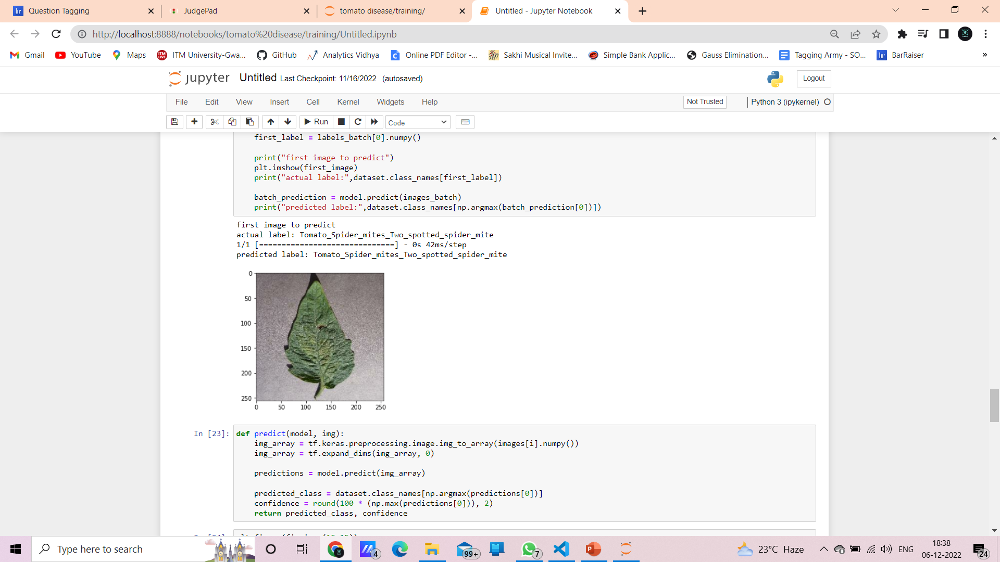 Question Tagging
JudgePad
tomato disease/training/
Untitled - Jupyter Notebook
http://localhost:8888/notebooks/tomato%20disease/training/Untitled.ipynb
Gmail YouTube Maps ITM University-Gwa... GitHub Analytics Vidhya Online PDF Editor -... Sakhi Musical Invite... Simple Bank Applic... Gauss Elimination... Tagging Army - SO... BarRaiser »
jupyter Untitled Last Checkpoint: 11/16/2022 (autosaved) Logout
File Edit View Insert Cell Kernel Widgets Help Not Trusted Python 3 (ipykernel)
Run Code
first_label = labels_batch[0].numpy()
print("first image to predict")
plt.imshow(first_image)
print("actual label:",dataset.class_names[first_label])
batch_prediction = model.predict(images_batch)
print("predicted label:",dataset.class_names[np.argmax(batch_prediction[0])])
first image to predict
actual label: Tomato_Spider_mites_Two_spotted_spider_mite
1/1 [==============================] - 0s 42ms/step
predicted label: Tomato_Spider_mites_Two_spotted_spider_mite
0
50
100
150
200
250
0 50 100 150 200 250
In [23]: def predict(model, img):
img_array = tf.keras.preprocessing.image.img_to_array(images[i].numpy())
img_array = tf.expand_dims(img_array, 0)
predictions = model.predict(img_array)
predicted_class = dataset.class_names[np.argmax(predictions[0])]
confidence = round(100 * (np.max(predictions[0])), 2)
return predicted_class, confidence
Type here to search
4
99+
7
23°C Haze
ENG
18:38
06-12-2022
24